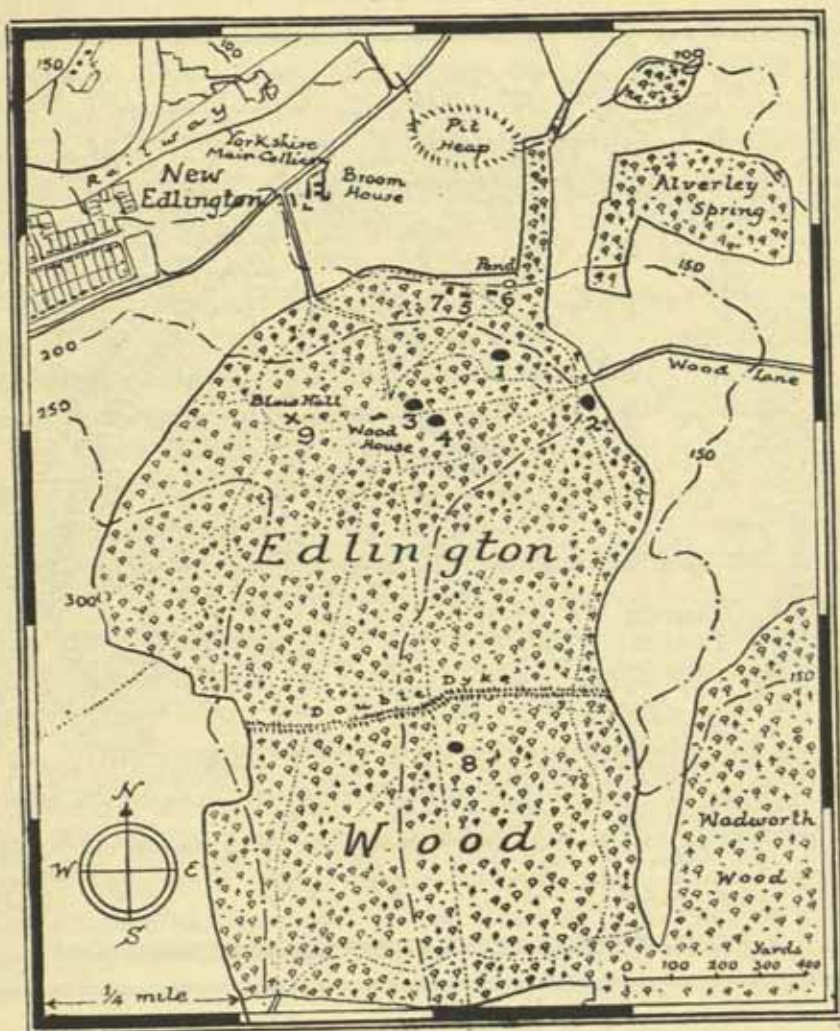 150
100
100
Railway
Yorkshire
Main Colliery
New
Edlington
Broom
House
Pit
Heap
Alverley
Spring
Pond
150
7
5
6
200
1
Wood Lane
250
Blow Hall
9
Wood
House
3
4
2
150
Edlington
300
Double Dyke
150
8
Wood
Wadworth
Wood
N
W
E
S
Yards
0 100 200 300 400
1/4 mile